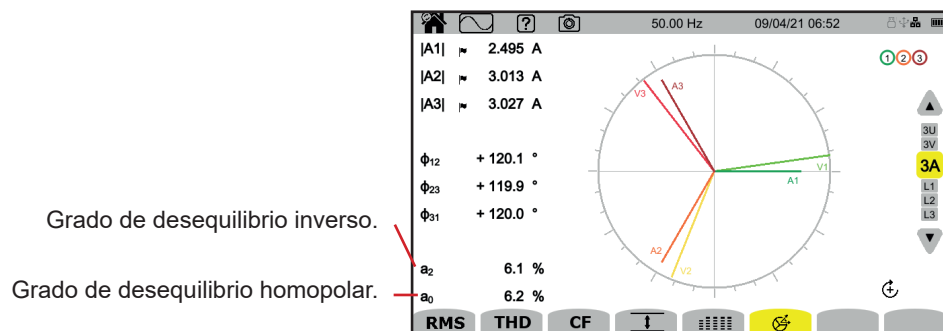 ? 50.00 Hz 09/04/21 06:52
|A1| 2.495 A
|A2| 3.013 A
|A3| 3.027 A
ϕ12 + 120.1 °
ϕ23 + 119.9 °
ϕ31 + 120.0 °
Grado de desequilibrio inverso.
a2 6.1 %
Grado de desequilibrio homopolar.
a0 6.2 %
V3
A3
V1
A1
A2
V2
1 2 3
3U
3V
3A
L1
L2
L3
RMS THD CF